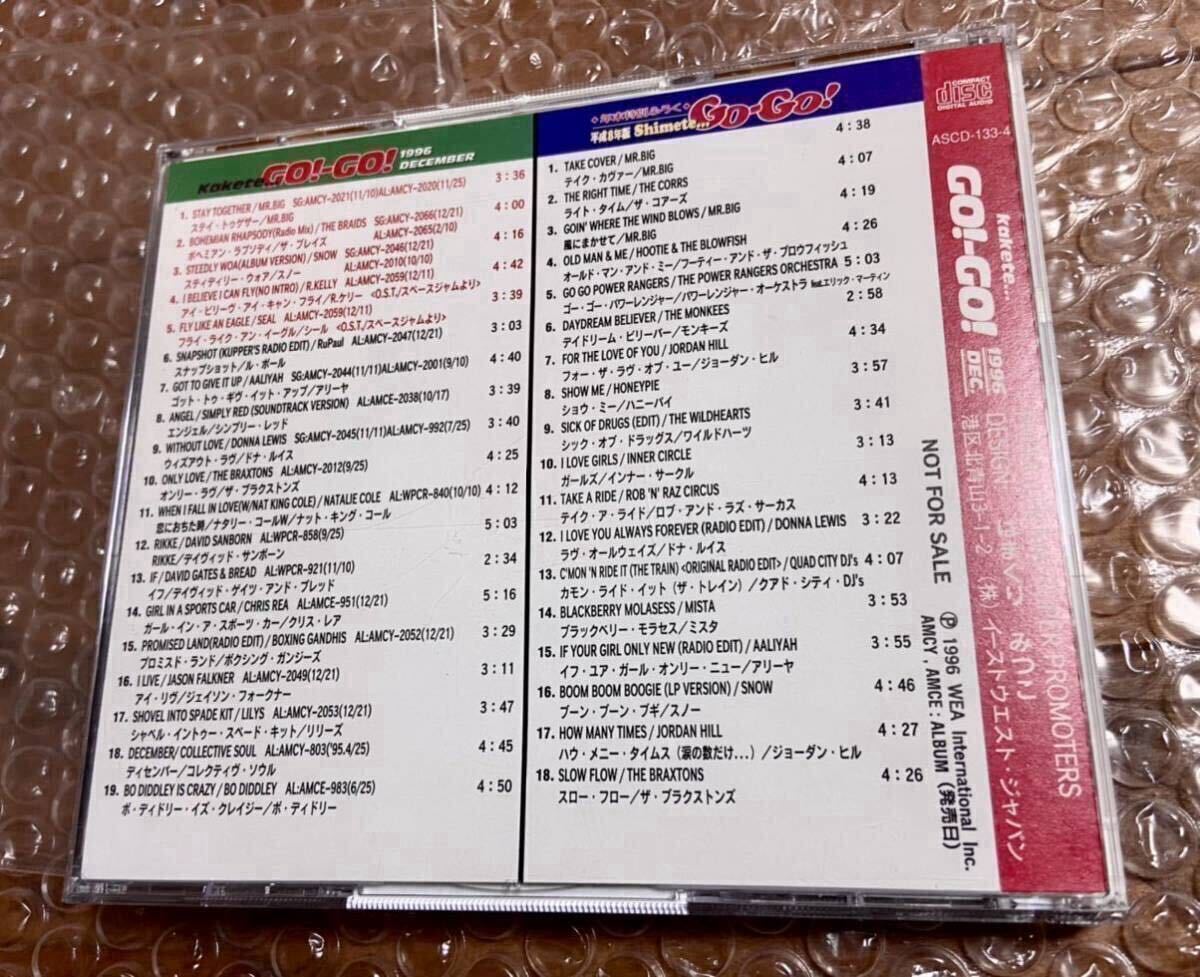 Kakete... GO!-GO! 1996 DECEMBER
1. STAY TOGETHER/MR.BIG SG:AMCY-2021(11/10)AL:AMCY-2020(11/25) 3:36
ステイ・トゥゲザー/MR.BIG
2. BOHEMIAN RHAPSODY(Radio Mix)/THE BRAIDS SG:AMCY-2066(12/21) 4:00
ボヘミアン・ラプソディ/ザ・ブレイズ AL:AMCY-2065(2/10)
3. STEEDLY WOA(ALBUM VERSION)/SNOW SG:AMCY-2046(12/21) 4:16
スティディリー・ウォア/スノー AL:AMCY-2010(10/10)
4. I BELIEVE I CAN FLY(NO INTRO)/R.KELLY AL:AMCY-2059(12/11) 4:42
アイ・ビリーヴ・アイ・キャン・フライ/R.ケリー <O.S.T./スペースジャムより>
5. FLY LIKE AN EAGLE/SEAL AL:AMCY-2059(12/11) 3:39
フライ・ライク・アン・イーグル/シール <O.S.T./スペースジャムより>
6. SNAPSHOT(KUPPER'S RADIO EDIT)/RuPaul AL:AMCY-2047(12/21) 3:03
スナップショット/ル・ポール
7. GOT TO GIVE IT UP/AALIYAH SG:AMCY-2044(11/11)AL:AMCY-2001(9/10) 4:40
ゴット・トゥ・ギヴ・イット・アップ/アリーヤ
8. ANGEL/SIMPLY RED (SOUNDTRACK VERSION) AL:AMCE-2038(10/17) 3:39
エンジェル/シンプリー・レッド
9. WITHOUT LOVE/DONNA LEWIS SG:AMCY-2045(11/11)AL:AMCY-992(7/25) 3:40
ウィズアウト・ラヴ/ドナ・ルイス
10. ONLY LOVE/THE BRAXTONS AL:AMCY-2012(9/25) 4:25
オンリー・ラヴ/ザ・ブラクストンズ
11. WHEN I FALL IN LOVE(W/NAT KING COLE)/NATALIE COLE AL:WPCR-840(10/10) 4:12
恋におちた時/ナタリー・コールW/ナット・キング・コール
12. RIKKE/DAVID SANBORN AL:WPCR-858(9/25) 5:03
RIKKE/デイヴィッド・サンボーン
13. IF/DAVID GATES & BREAD AL:WPCR-921(11/10) 2:34
イフ/デイヴィッド・ゲイツ・アンド・ブレッド
14. GIRL IN A SPORTS CAR/CHRIS REA AL:AMCE-951(12/21) 5:16
ガール・イン・ア・スポーツ・カー/クリス・レア
15. PROMISED LAND(RADIO EDIT)/BOXING GANDHIS AL:AMCY-2052(12/21) 3:29
プロミスド・ランド/ボクシング・ガンジーズ
16. I LIVE/JASON FALKNER AL:AMCY-2049(12/21) 3:11
アイ・リヴ/ジェイソン・フォークナー
17. SHOVEL INTO SPADE KIT/LILYS AL:AMCY-2053(12/21) 3:47
シャベル・イントゥー・スペード・キット/リリーズ
18. DECEMBER/COLLECTIVE SOUL AL:AMCY-803('95.4/25) 4:45
ディセンバー/コレクティヴ・ソウル
19. BO DIDDLEY IS CRAZY/BO DIDDLEY AL:AMCE-983(6/25) 4:50
ボ・ディドリー・イズ・クレイジー/ボ・ディドリー
年末特別ふろく
平成8年版 Shimete... GO-GO!
1. TAKE COVER/MR.BIG 4:38
テイク・カヴァー/MR.BIG
2. THE RIGHT TIME/THE CORRS 4:07
ライト・タイム/ザ・コアーズ
3. GOIN' WHERE THE WIND BLOWS/MR.BIG 4:19
風にまかせて/MR.BIG
4. OLD MAN & ME/HOOTIE & THE BLOWFISH 4:26
オールド・マン・アンド・ミー/フーティー・アンド・ザ・ブロウフィッシュ
5. GO GO POWER RANGERS/THE POWER RANGERS ORCHESTRA 5:03
ゴー・ゴー・パワーレンジャー/パワーレンジャー・オーケストラ feat.エリック・マーティン
6. DAYDREAM BELIEVER/THE MONKEES 2:58
デイドリーム・ビリーバー/モンキーズ
7. FOR THE LOVE OF YOU/JORDAN HILL 4:34
フォー・ザ・ラヴ・オブ・ユー/ジョーダン・ヒル
8. SHOW ME/HONEYPIE 3:57
ショウ・ミー/ハニーパイ
9. SICK OF DRUGS (EDIT)/THE WILDHEARTS 3:41
シック・オブ・ドラッグス/ワイルドハーツ
10. I LOVE GIRLS/INNER CIRCLE 3:13
ガールズ/インナー・サークル
11. TAKE A RIDE/ROB 'N' RAZ CIRCUS 4:13
テイク・ア・ライド/ロブ・アンド・ラズ・サーカス
12. I LOVE YOU ALWAYS FOREVER (RADIO EDIT)/DONNA LEWIS 3:22
ラヴ・オールウェイズ/ドナ・ルイス
13. C'MON 'N RIDE IT (THE TRAIN) <ORIGINAL RADIO EDIT>/QUAD CITY DJ's 4:07
カモン・ライド・イット(ザ・トレイン)/クアド・シティ・DJ's
14. BLACKBERRY MOLASESS/MISTA 3:53
ブラックベリー・モラセス/ミスタ
15. IF YOUR GIRL ONLY NEW (RADIO EDIT)/AALIYAH 3:55
イフ・ユア・ガール・オンリー・ニュー/アリーヤ
16. BOOM BOOM BOOGIE (LP VERSION)/SNOW 4:46
ブーン・ブーン・ブギ/スノー
17. HOW MANY TIMES/JORDAN HILL 4:27
ハウ・メニー・タイムス(涙の数だけ...)/ジョーダン・ヒル
18. SLOW FLOW/THE BRAXTONS 4:26
スロー・フロー/ザ・ブラクストンズ
COMPACT disc DIGITAL AUDIO
ASCD-133-4
Kakete... GO!-GO! 1996 DEC.
DESIGN
PROMOTERS
港区北青山3-1-2 (株)イーストウエスト・ジャパン
NOT FOR SALE
Ⓟ 1996 WEA International Inc.
AMCY, AMCE : ALBUM (発売日)